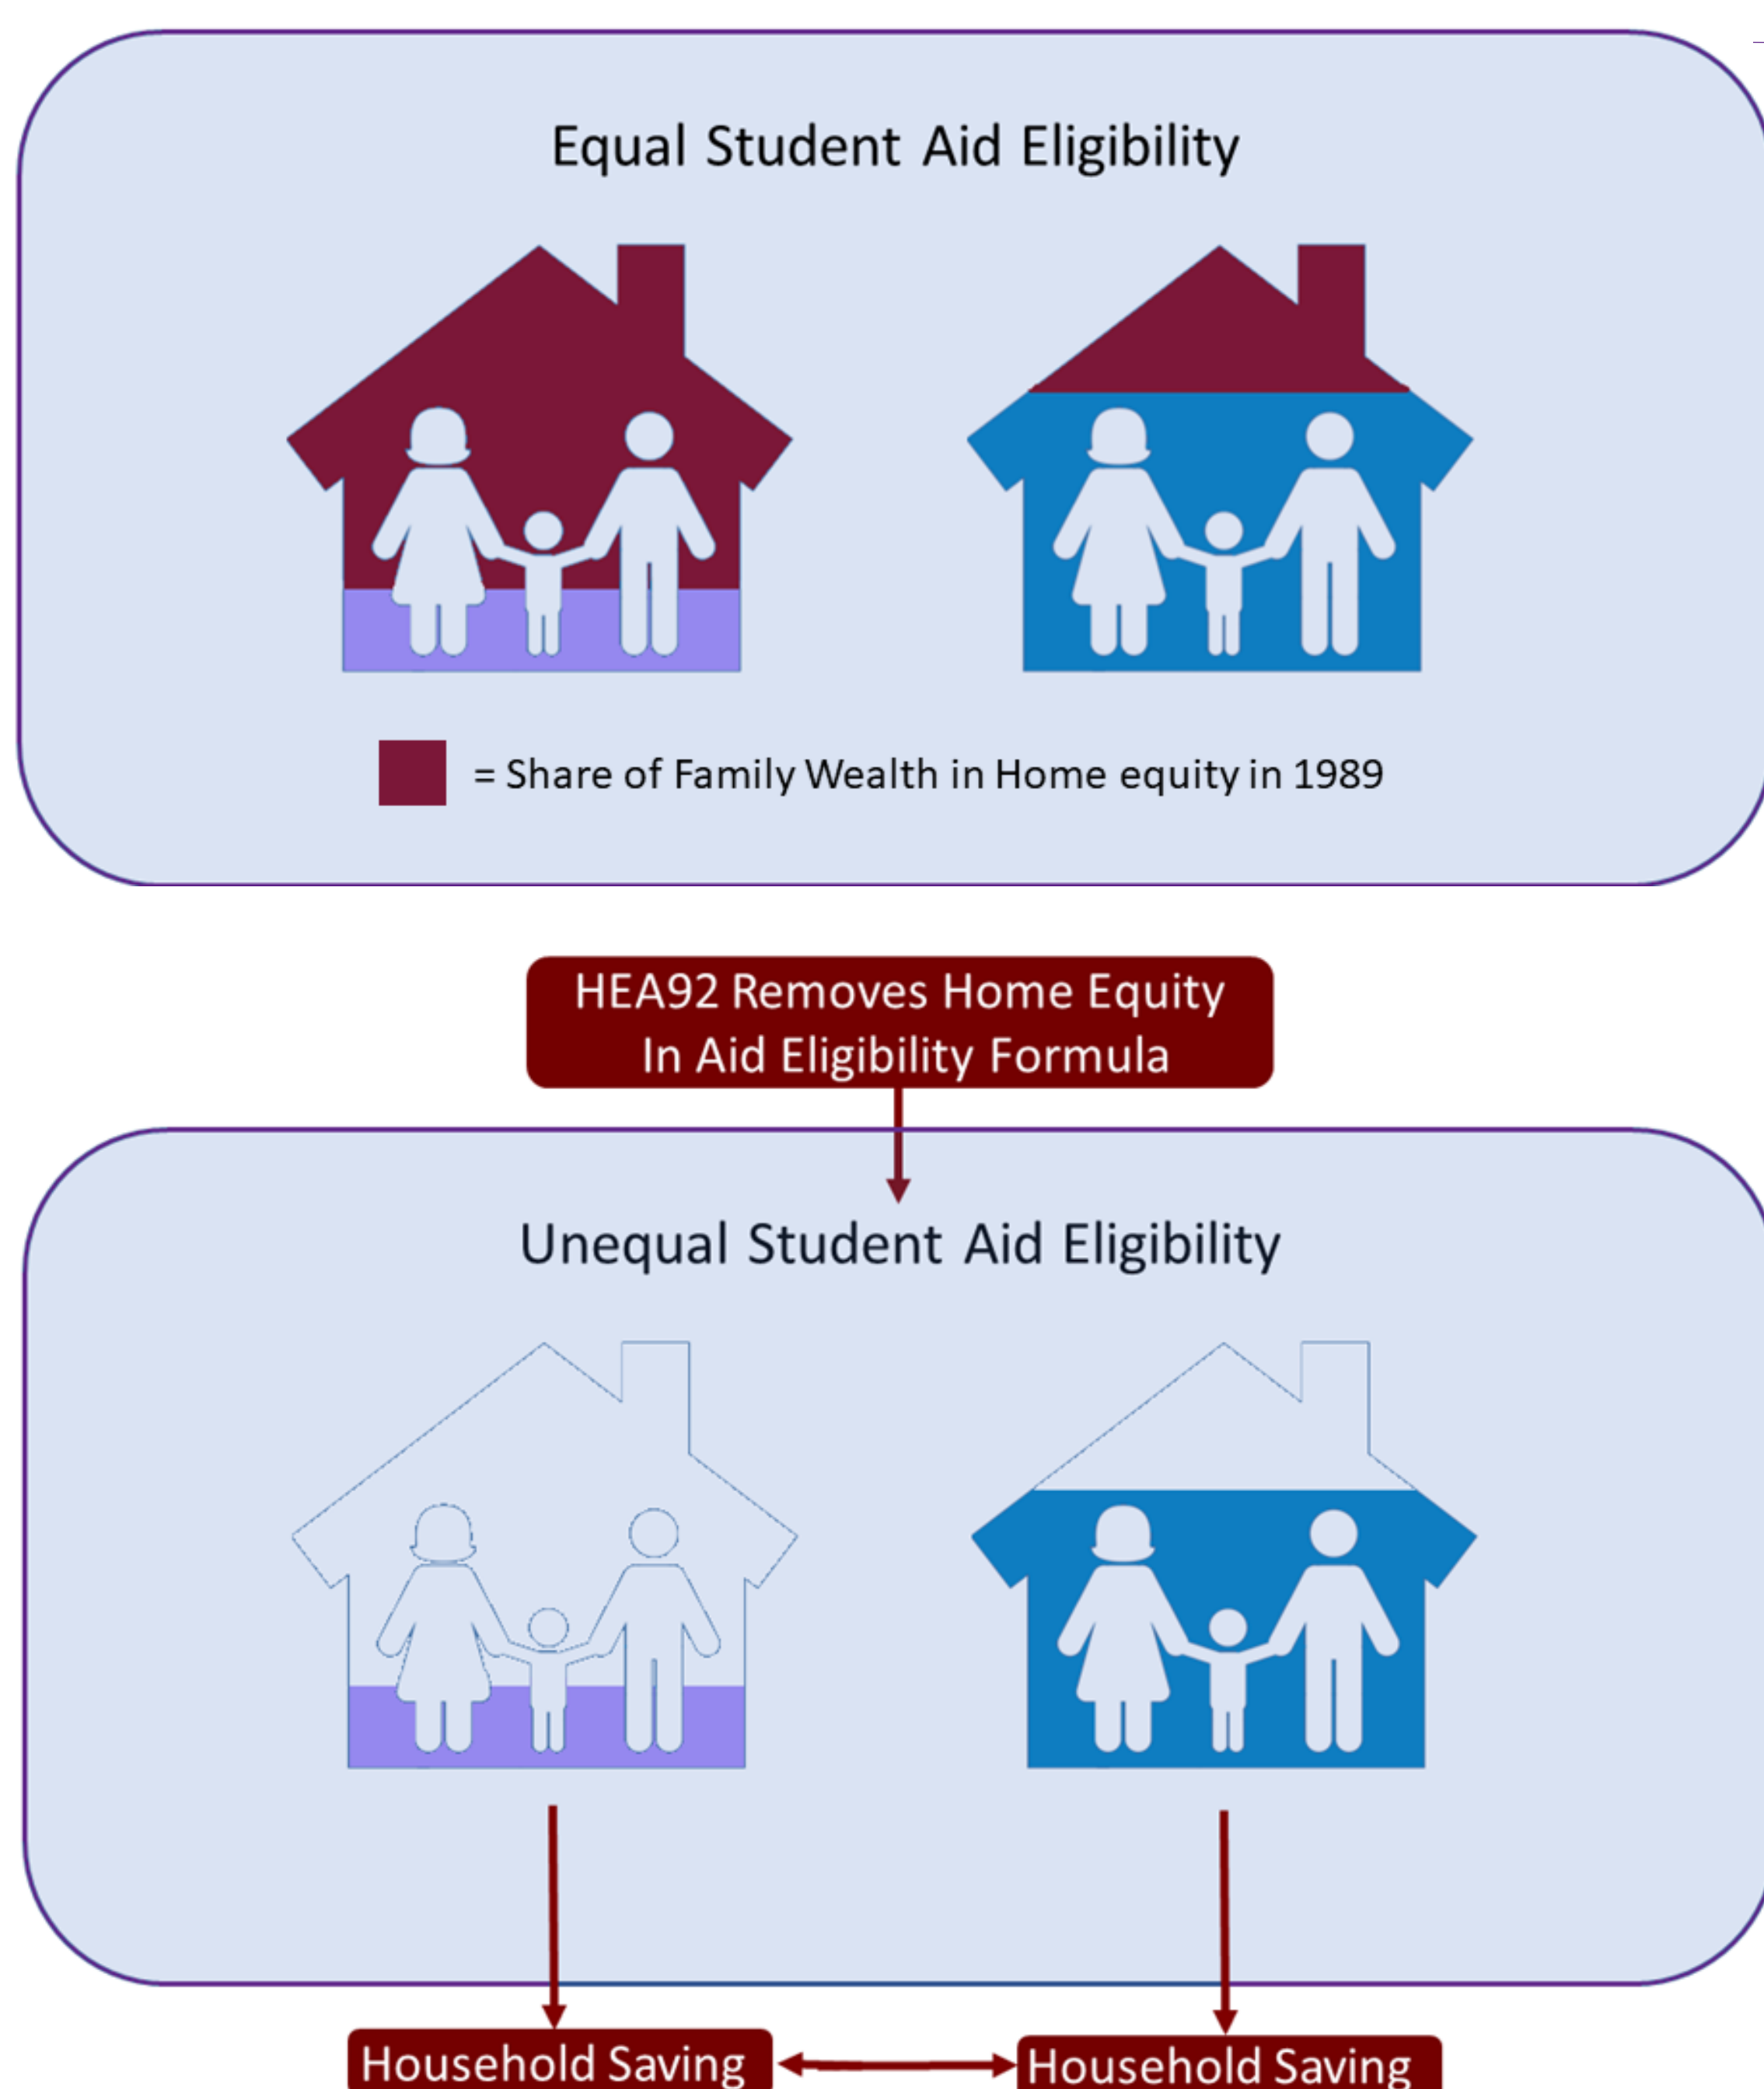 Equal Student Aid Eligibility
= Share of Family Wealth in Home equity in 1989
HEA92 Removes Home Equity
In Aid Eligibility Formula
Unequal Student Aid Eligibility
Household Saving
Household Saving